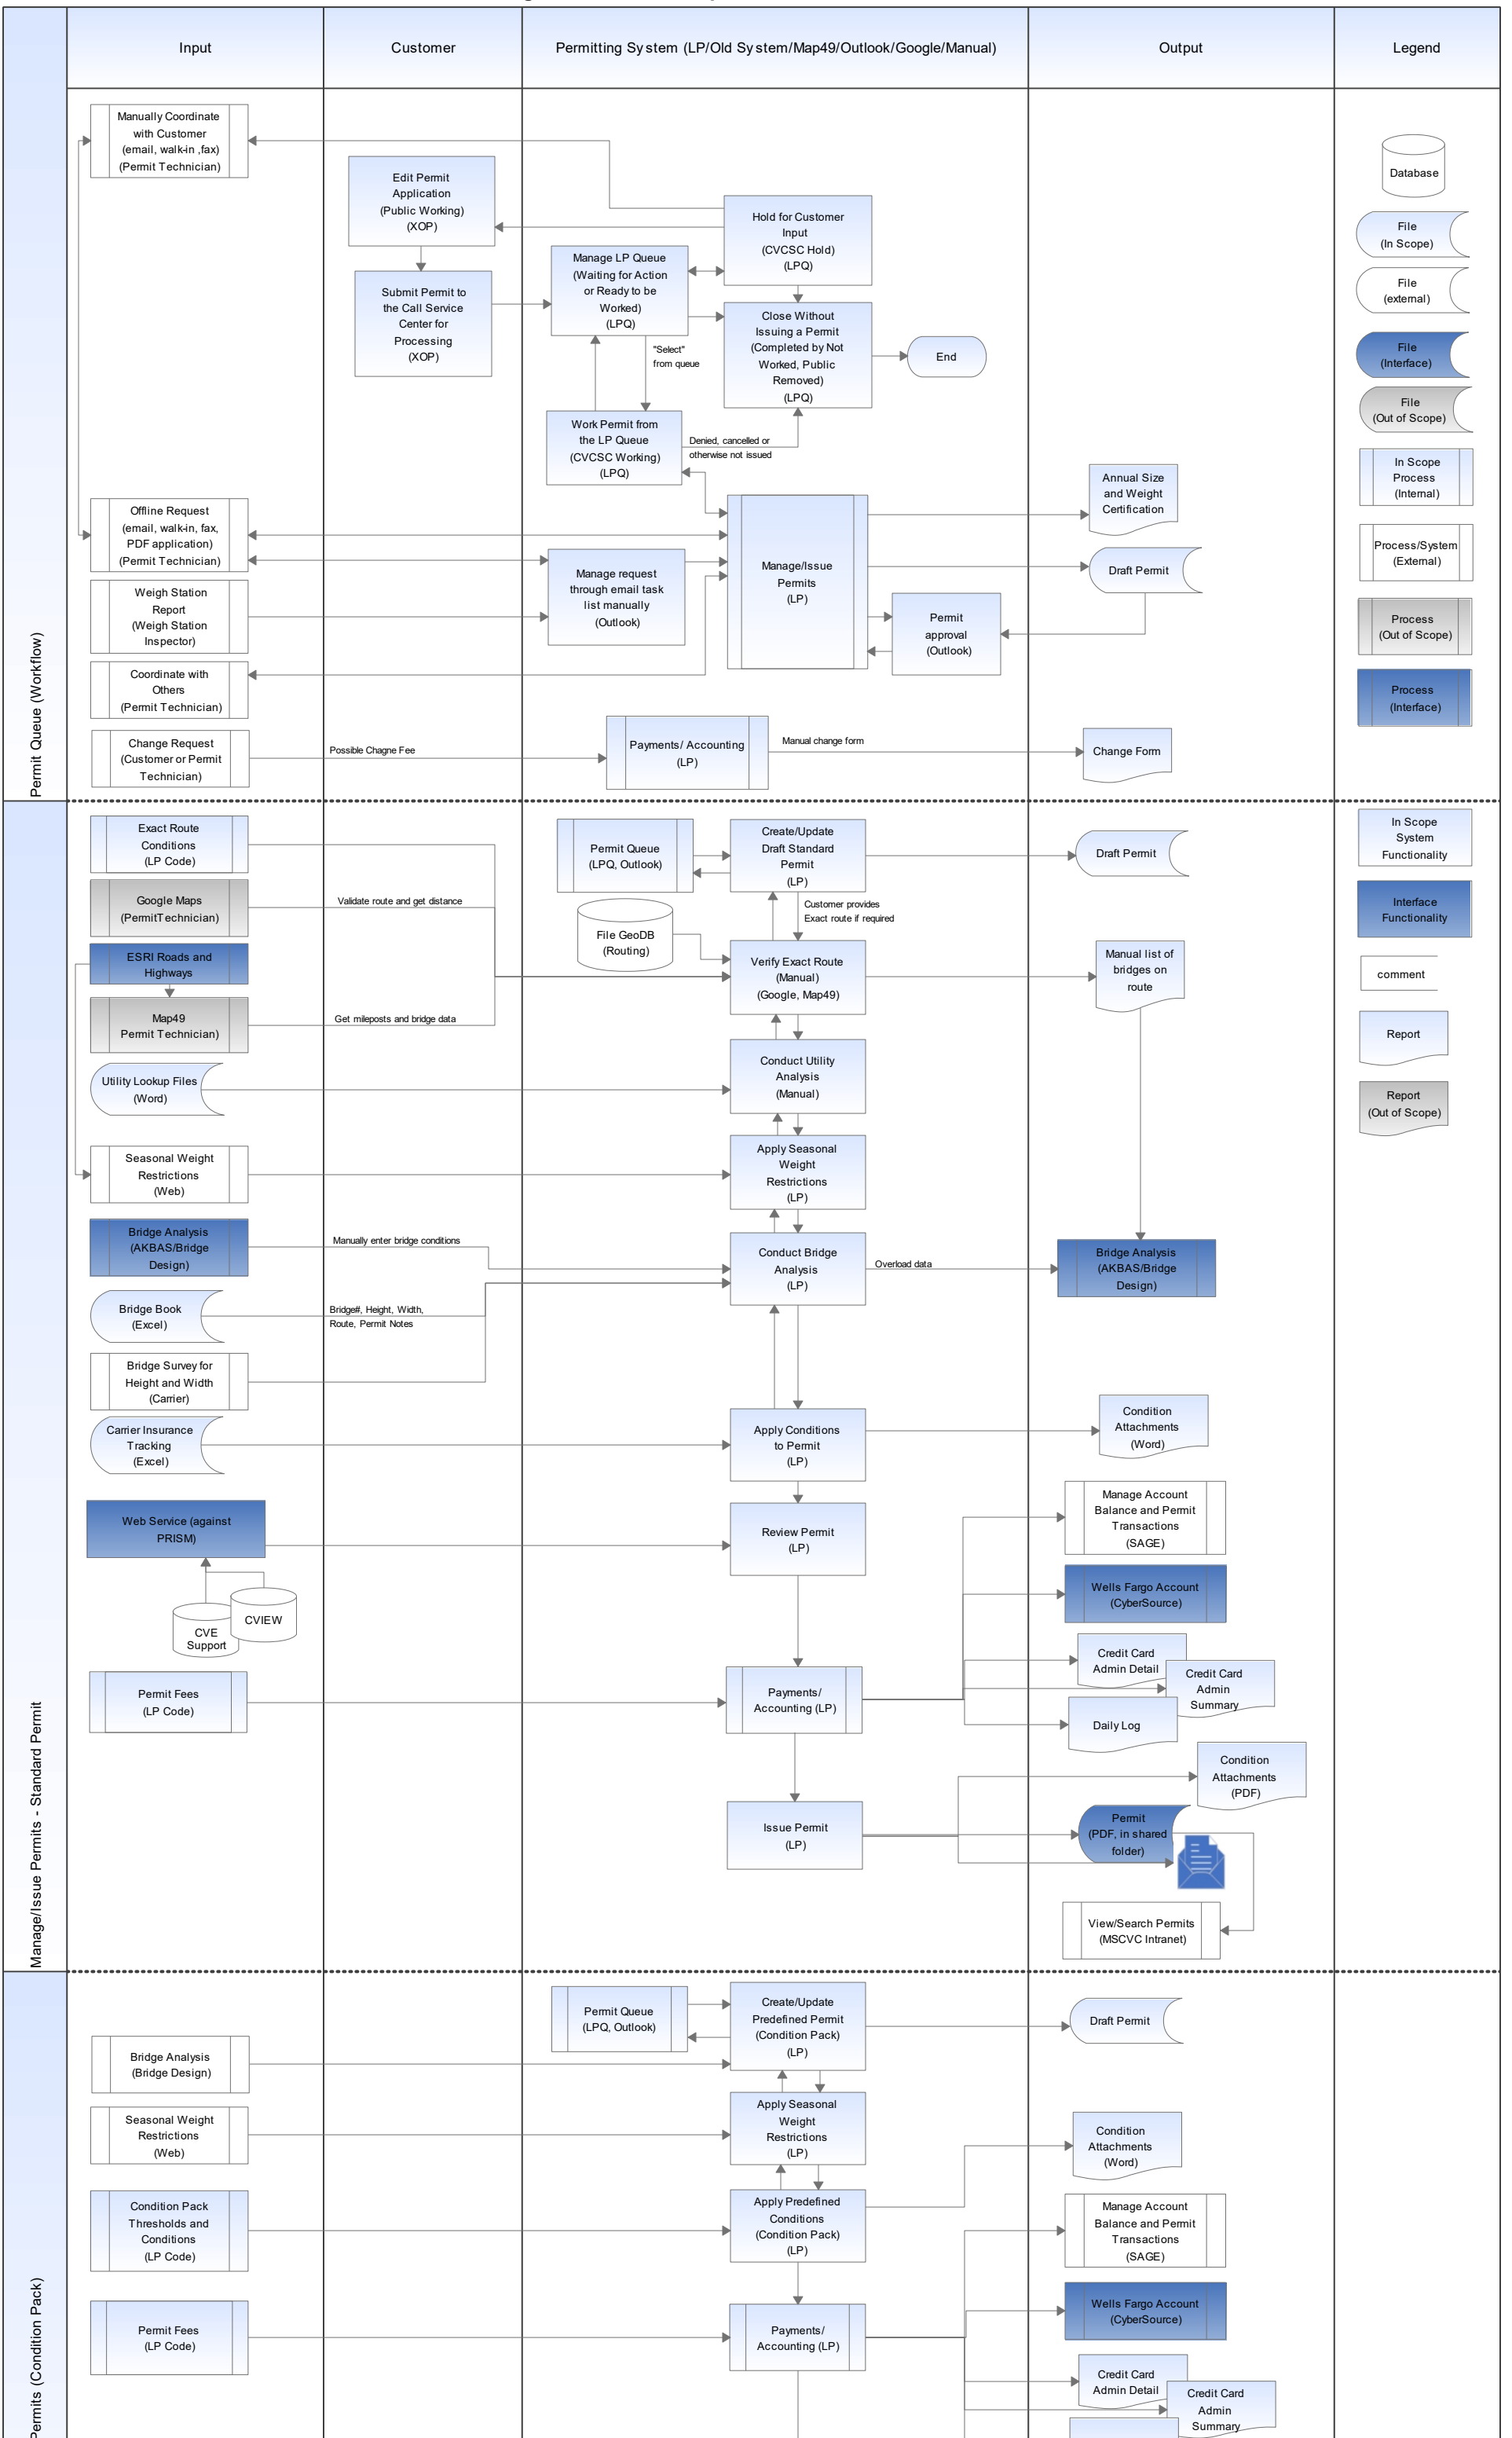 Input
Customer
Permitting System (LP/Old System/Map49/Outlook/Google/Manual)
Output
Legend
Permit Queue (Workflow)
Manually Coordinate
with Customer
(email, walk-in ,fax)
(Permit Technician)
Edit Permit
Application
(Public Working)
(XOP)
Submit Permit to
the Call Service
Center for
Processing
(XOP)
Hold for Customer
Input
(CVCSC Hold)
(LPQ)
Manage LP Queue
(Waiting for Action
or Ready to be
Worked)
(LPQ)
Close Without
Issuing a Permit
(Completed by Not
Worked, Public
Removed)
(LPQ)
End
"Select"
from queue
Work Permit from
the LP Queue
(CVCSC Working)
(LPQ)
Denied, cancelled or
otherwise not issued
Offline Request
(email, walk-in, fax,
PDF application)
(Permit Technician)
Weigh Station
Report
(Weigh Station
Inspector)
Coordinate with
Others
(Permit Technician)
Change Request
(Customer or Permit
Technician)
Manage request
through email task
list manually
(Outlook)
Manage/Issue
Permits
(LP)
Permit
approval
(Outlook)
Annual Size
and Weight
Certification
Draft Permit
Possible Chagne Fee
Payments/ Accounting
(LP)
Manual change form
Change Form
Database
File
(In Scope)
File
(external)
File
(Interface)
File
(Out of Scope)
In Scope
Process
(Internal)
Process/System
(External)
Process
(Out of Scope)
Process
(Interface)
In Scope
System
Functionality
Interface
Functionality
comment
Report
Report
(Out of Scope)
Manage/Issue Permits - Standard Permit
Exact Route
Conditions
(LP Code)
Google Maps
(PermitTechnician)
ESRI Roads and
Highways
Map49
Permit Technician)
Utility Lookup Files
(Word)
Seasonal Weight
Restrictions
(Web)
Bridge Analysis
(AKBAS/Bridge
Design)
Bridge Book
(Excel)
Bridge Survey for
Height and Width
(Carrier)
Carrier Insurance
Tracking
(Excel)
Web Service (against
PRISM)
CVE
Support
CVIEW
Permit Fees
(LP Code)
Validate route and get distance
Get mileposts and bridge data
Manually enter bridge conditions
Bridge#, Height, Width,
Route, Permit Notes
Permit Queue
(LPQ, Outlook)
File GeoDB
(Routing)
Create/Update
Draft Standard
Permit
(LP)
Customer provides
Exact route if required
Verify Exact Route
(Manual)
(Google, Map49)
Conduct Utility
Analysis
(Manual)
Apply Seasonal
Weight
Restrictions
(LP)
Conduct Bridge
Analysis
(LP)
Overload data
Apply Conditions
to Permit
(LP)
Review Permit
(LP)
Payments/
Accounting (LP)
Issue Permit
(LP)
Draft Permit
Manual list of
bridges on
route
Bridge Analysis
(AKBAS/Bridge
Design)
Condition
Attachments
(Word)
Manage Account
Balance and Permit
Transactions
(SAGE)
Wells Fargo Account
(CyberSource)
Credit Card
Admin Detail
Credit Card
Admin
Summary
Daily Log
Condition
Attachments
(PDF)
Permit
(PDF, in shared
folder)
View/Search Permits
(MSCVC Intranet)
Permits (Condition Pack)
Bridge Analysis
(Bridge Design)
Seasonal Weight
Restrictions
(Web)
Condition Pack
Thresholds and
Conditions
(LP Code)
Permit Fees
(LP Code)
Permit Queue
(LPQ, Outlook)
Create/Update
Predefined Permit
(Condition Pack)
(LP)
Apply Seasonal
Weight
Restrictions
(LP)
Apply Predefined
Conditions
(Condition Pack)
(LP)
Payments/
Accounting (LP)
Draft Permit
Condition
Attachments
(Word)
Manage Account
Balance and Permit
Transactions
(SAGE)
Wells Fargo Account
(CyberSource)
Credit Card
Admin Detail
Credit Card
Admin
Summary